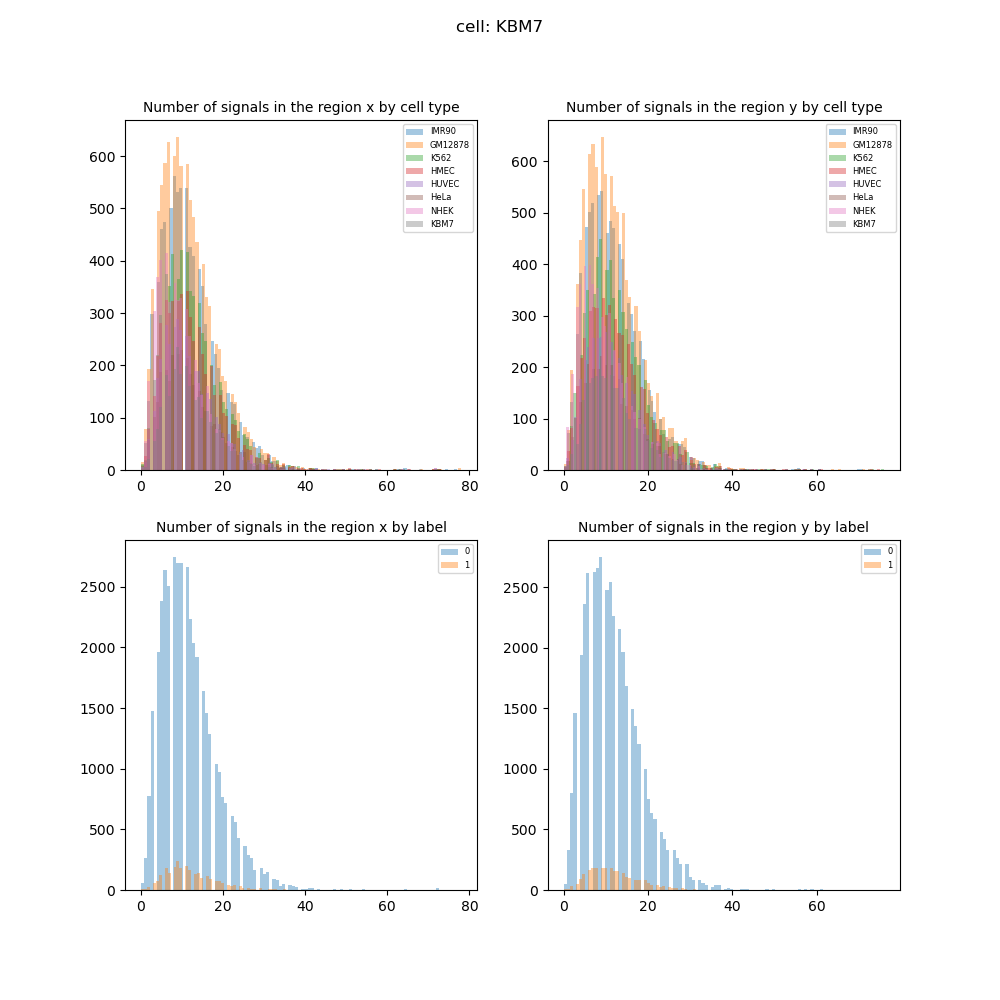 cell: KBM7
Number of signals in the region x by cell type
600
500
400
300
200
100
0
0
20
40
60
80
IMR90
GM12878
K562
HMEC
HUVEC
HeLa
NHEK
KBM7
Number of signals in the region y by cell type
600
500
400
300
200
100
0
0
20
40
60
IMR90
GM12878
K562
HMEC
HUVEC
HeLa
NHEK
KBM7
Number of signals in the region x by label
2500
2000
1500
1000
500
0
0
20
40
60
80
0
1
Number of signals in the region y by label
2500
2000
1500
1000
500
0
0
20
40
60
0
1